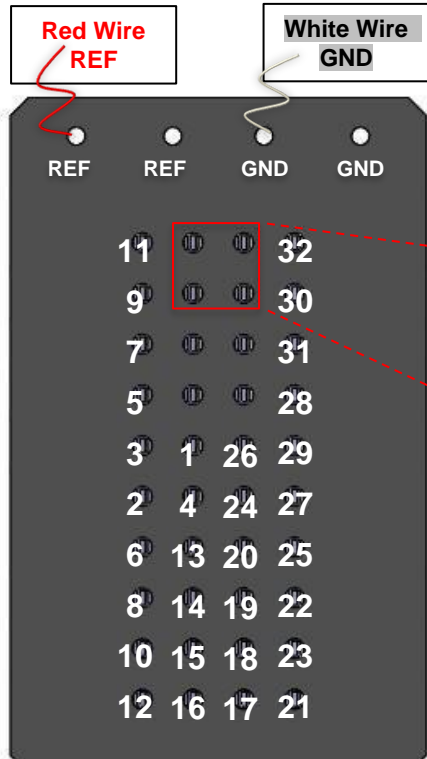 Red Wire
REF
White Wire
GND
REF REF GND GND
11 32
9 30
7 31
5 28
3 1 26 29
2 4 24 27
6 13 20 25
8 14 19 22
10 15 18 23
12 16 17 21